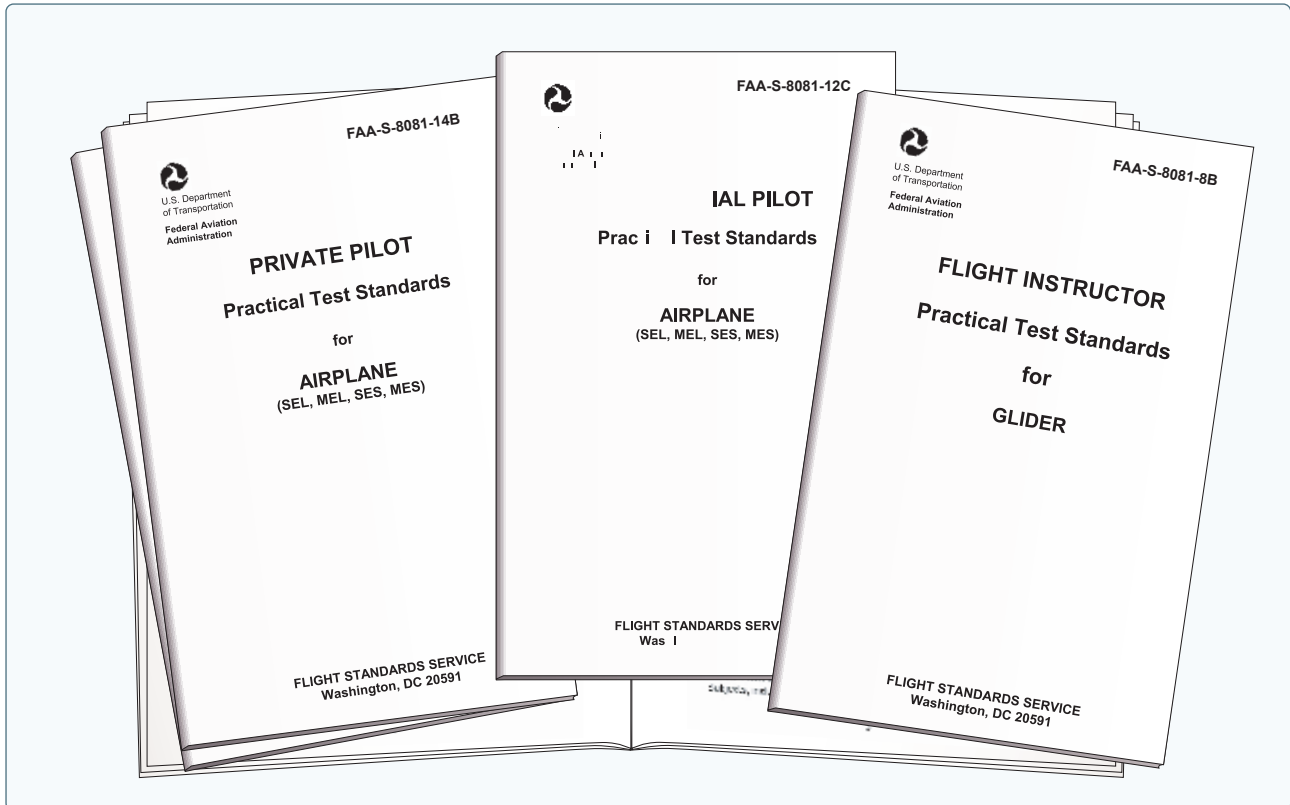 FAA-S-8081-14B
U.S. Department
of Transportation
Federal Aviation
Administration
PRIVATE PILOT
Practical Test Standards
for
AIRPLANE
(SEL, MEL, SES, MES)
FLIGHT STANDARDS SERVICE
Washington, DC 20591
FAA-S-8081-12C
IAL PILOT
Prac i l Test Standards
for
AIRPLANE
(SEL, MEL, SES, MES)
FLIGHT STANDARDS SERV
Was
FAA-S-8081-8B
U.S. Department
of Transportation
Federal Aviation
Administration
FLIGHT INSTRUCTOR
Practical Test Standards
for
GLIDER
FLIGHT STANDARDS SERVICE
Washington, DC 20591